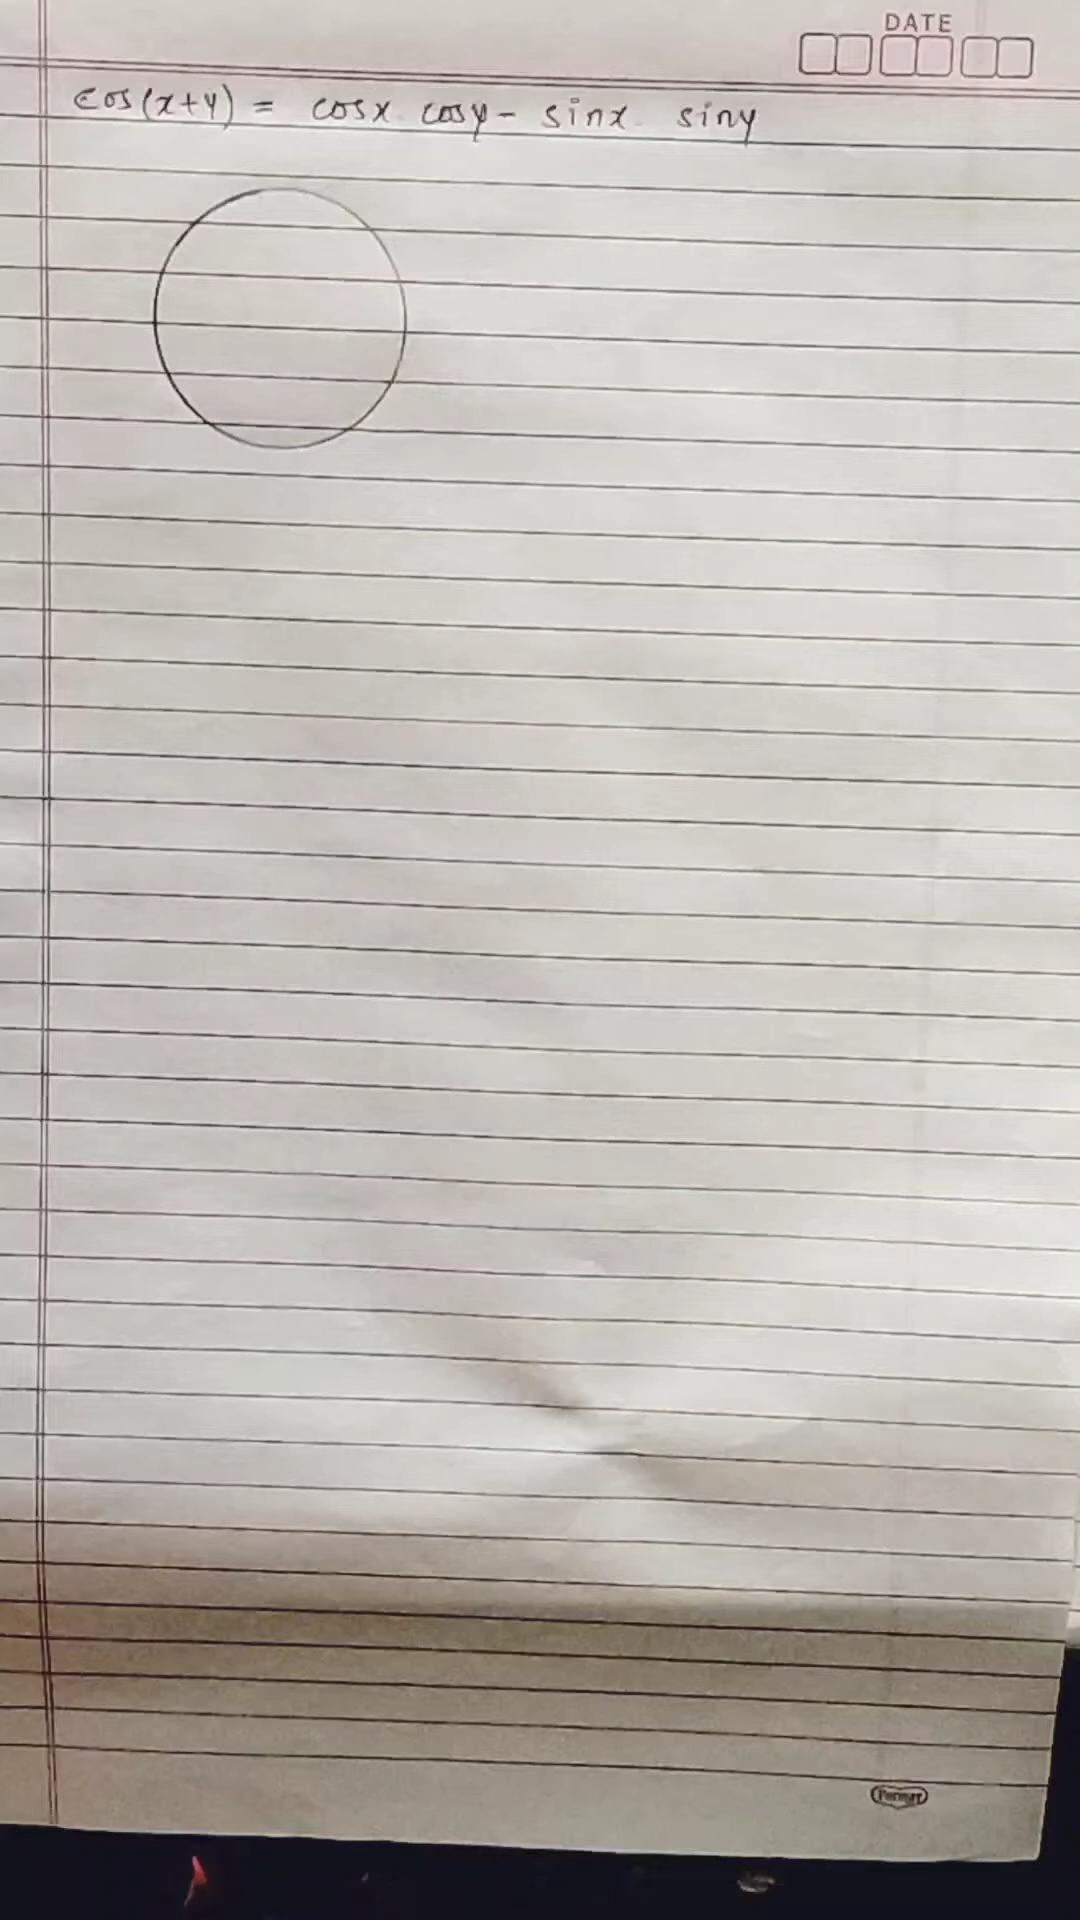 DATE
cos(x+y) = cosx. cosy - sinx. siny